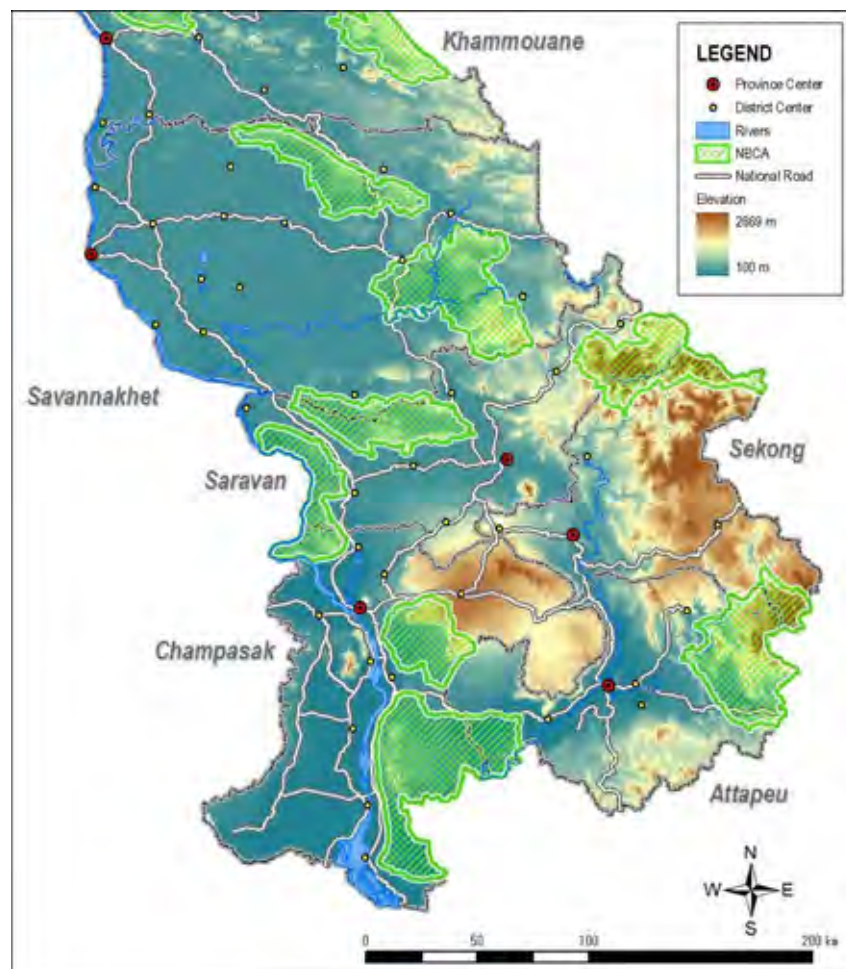 Khammouane
LEGEND
Province Center
District Center
Rivers
NBCA
National Road
Elevation
2669 m
100 m
Savannakhet
Sekong
Saravan
Champasak
Attapeu
N
W E
S
0 50 100 200 km